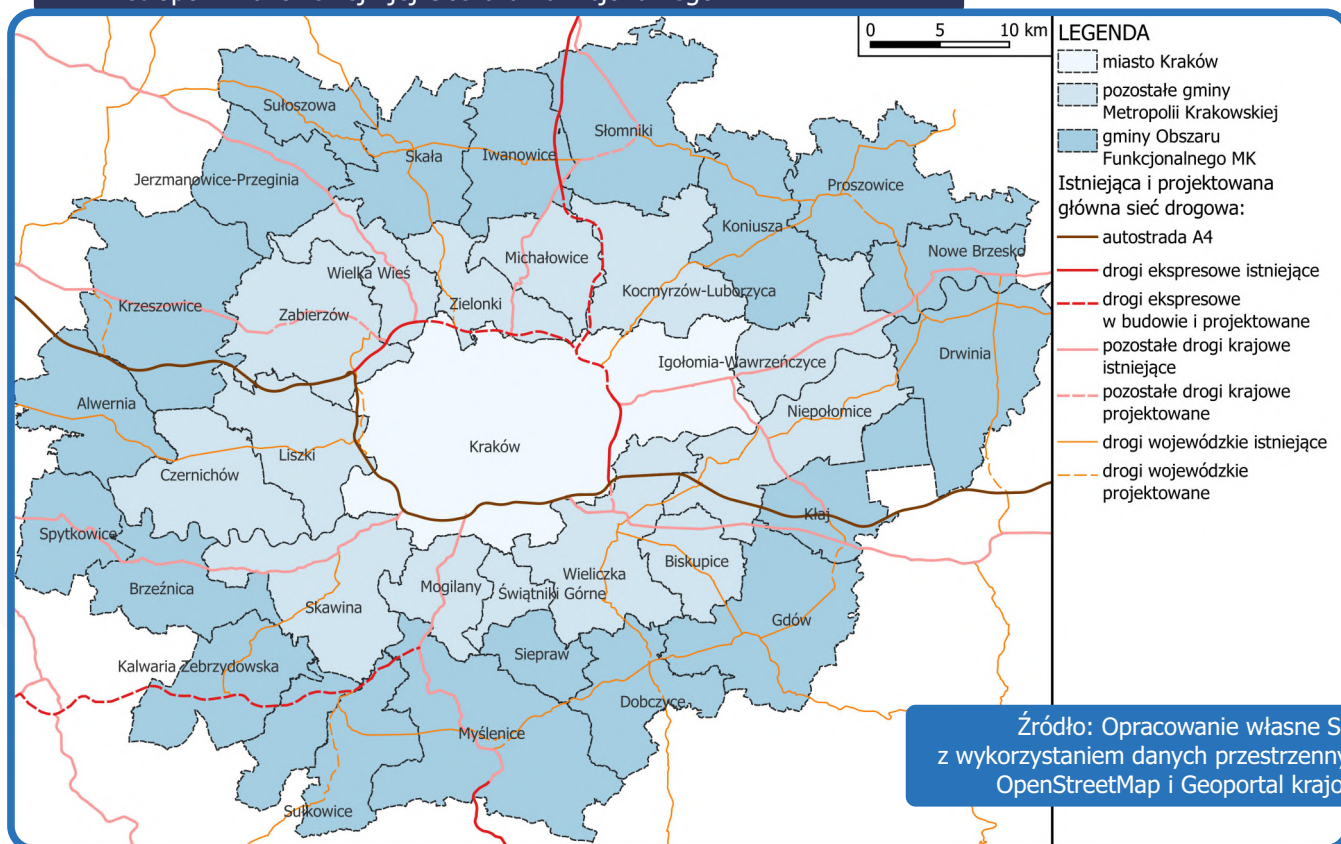 0 5 10 km
LEGENDA
miasto Kraków
pozostałe gminy
Metropolii Krakowskiej
gminy Obszaru
Funkcjonalnego MK
Istniejąca i projektowana
główna sieć drogowa:
autostrada A4
drogi ekspresowe istniejące
drogi ekspresowe
w budowie i projektowane
pozostałe drogi krajowe
istniejące
pozostałe drogi krajowe
projektowane
drogi wojewódzkie istniejące
drogi wojewódzkie
projektowane
Sułoszowa
Słomniki
Skała
Iwanowice
Jerzmanowice-Przeginia
Proszowice
Koniusza
Nowe Brzesko
Michałowice
Wielka Wieś
Kocmyrzów-Luborzyca
Krzeszowice
Zabierzów
Zielonki
Drwinia
Igołomia-Wawrzeńczyce
Alwernia
Niepołomice
Kraków
Liszki
Czernichów
Kłaj
Spytkowice
Biskupice
Wieliczka
Brzeźnica
Mogilany
Świątniki Górne
Skawina
Gdów
Siepraw
Kalwaria Zebrzydowska
Dobczyce
Myślenice
Sułkowice
Źródło: Opracowanie własne S
z wykorzystaniem danych przestrzenny
OpenStreetMap i Geoportal krajo